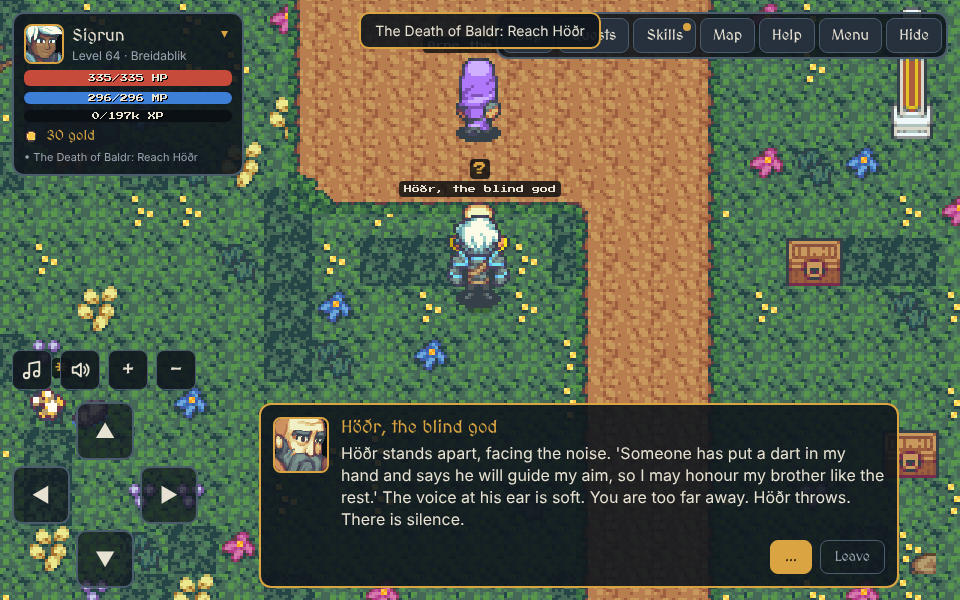 Sigrun
Level 64 · Breidablik
335/335 HP
296/296 MP
0/197k XP
30 gold
• The Death of Baldr: Reach Höðr
The Death of Baldr: Reach Höðr
Skills
Map
Help
Menu
Hide
?
Höðr, the blind god
+
-
Höðr, the blind god
Höðr stands apart, facing the noise. 'Someone has put a dart in my
hand and says he will guide my aim, so I may honour my brother like the
rest.' The voice at his ear is soft. You are too far away. Höðr throws.
There is silence.
...
Leave